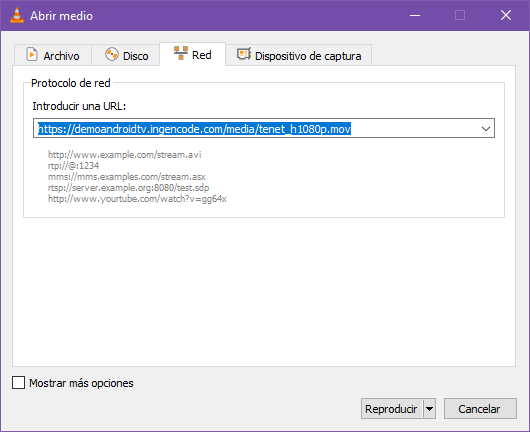 Abrir medio
Archivo
Disco
Red
Dispositivo de captura
Protocolo de red
Introducir una URL:
https://demoandroidtv.ingencode.com/media/tenet_h1080p.mov
http://www.example.com/stream.avi
rtp://@:1234
mms://mms.examples.com/stream.asx
rtsp://server.example.org:8080/test.sdp
http://www.yourtube.com/watch?v=gg64x
Mostrar más opciones
Reproducir
Cancelar